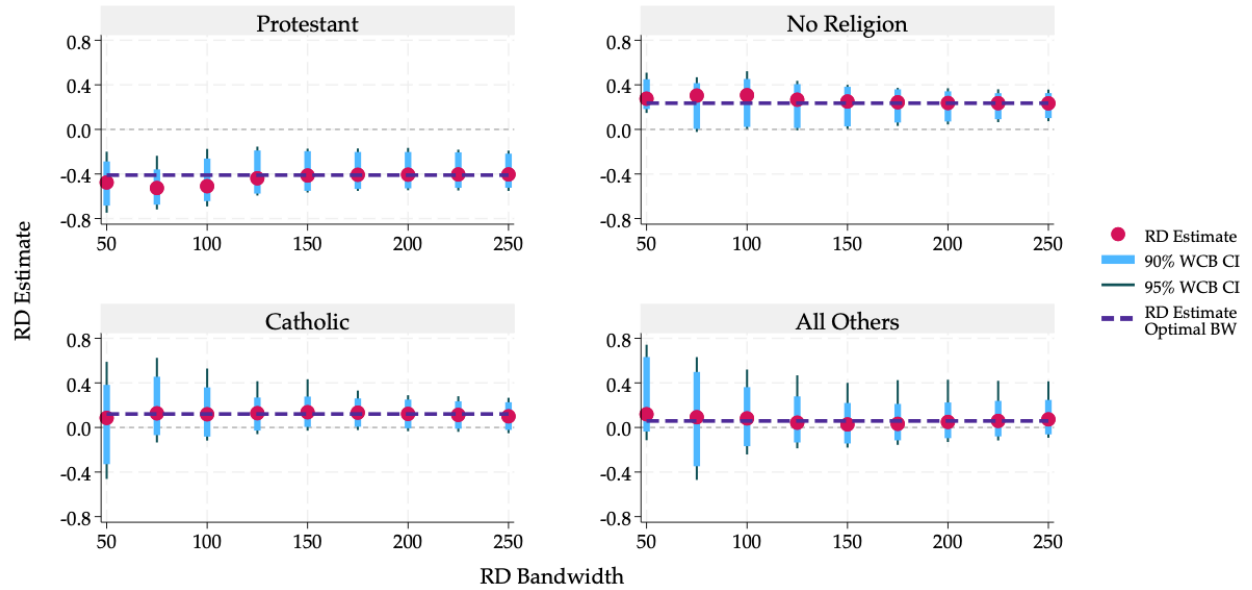 Protestant
0.8
0.4
0.0
-0.4
-0.8
50 100 150 200 250
No Religion
0.8
0.4
0.0
-0.4
-0.8
50 100 150 200 250
Catholic
0.8
0.4
0.0
-0.4
-0.8
50 100 150 200 250
All Others
0.8
0.4
0.0
-0.4
-0.8
50 100 150 200 250
RD Estimate
RD Bandwidth
RD Estimate
90% WCB CI
95% WCB CI
RD Estimate
Optimal BW